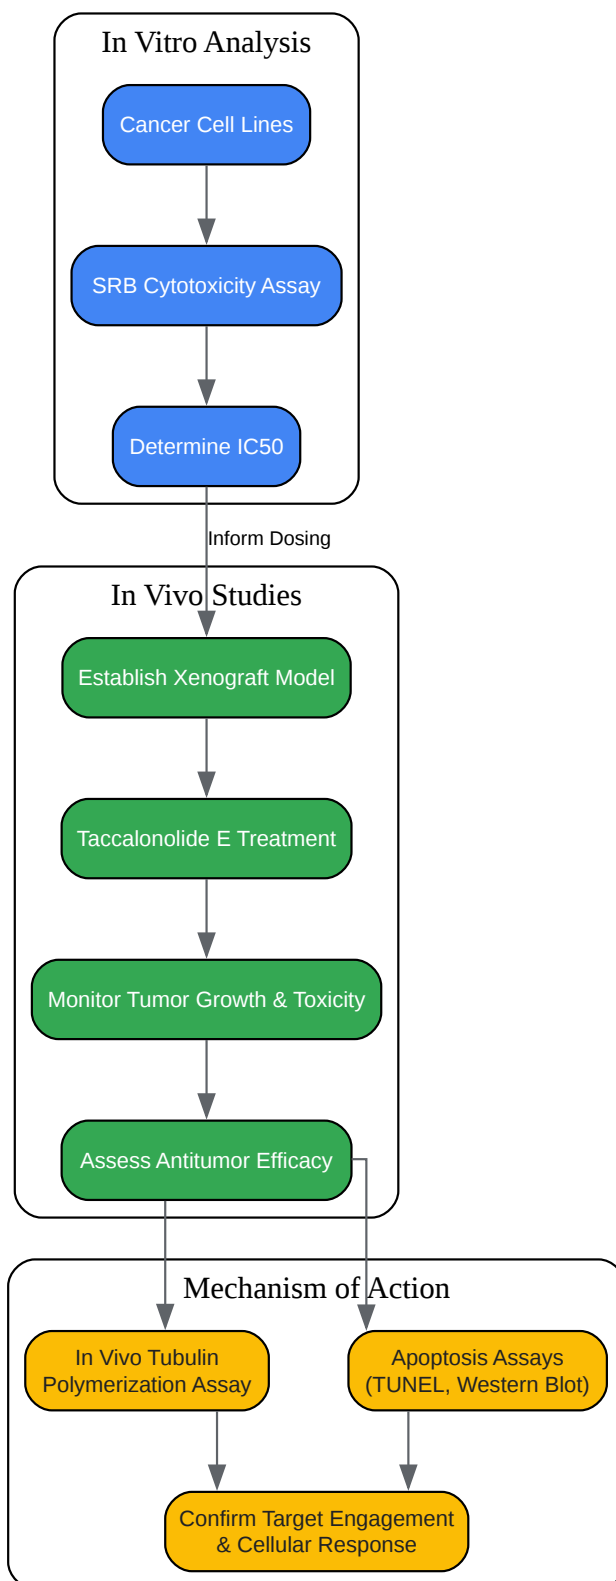 In Vitro Analysis
Cancer Cell Lines
SRB Cytotoxicity Assay
Determine IC50
Inform Dosing
In Vivo Studies
Establish Xenograft Model
Taccalonolide E Treatment
Monitor Tumor Growth & Toxicity
Assess Antitumor Efficacy
Mechanism of Action
In Vivo Tubulin
Polymerization Assay
Apoptosis Assays
(TUNEL, Western Blot)
Confirm Target Engagement
& Cellular Response